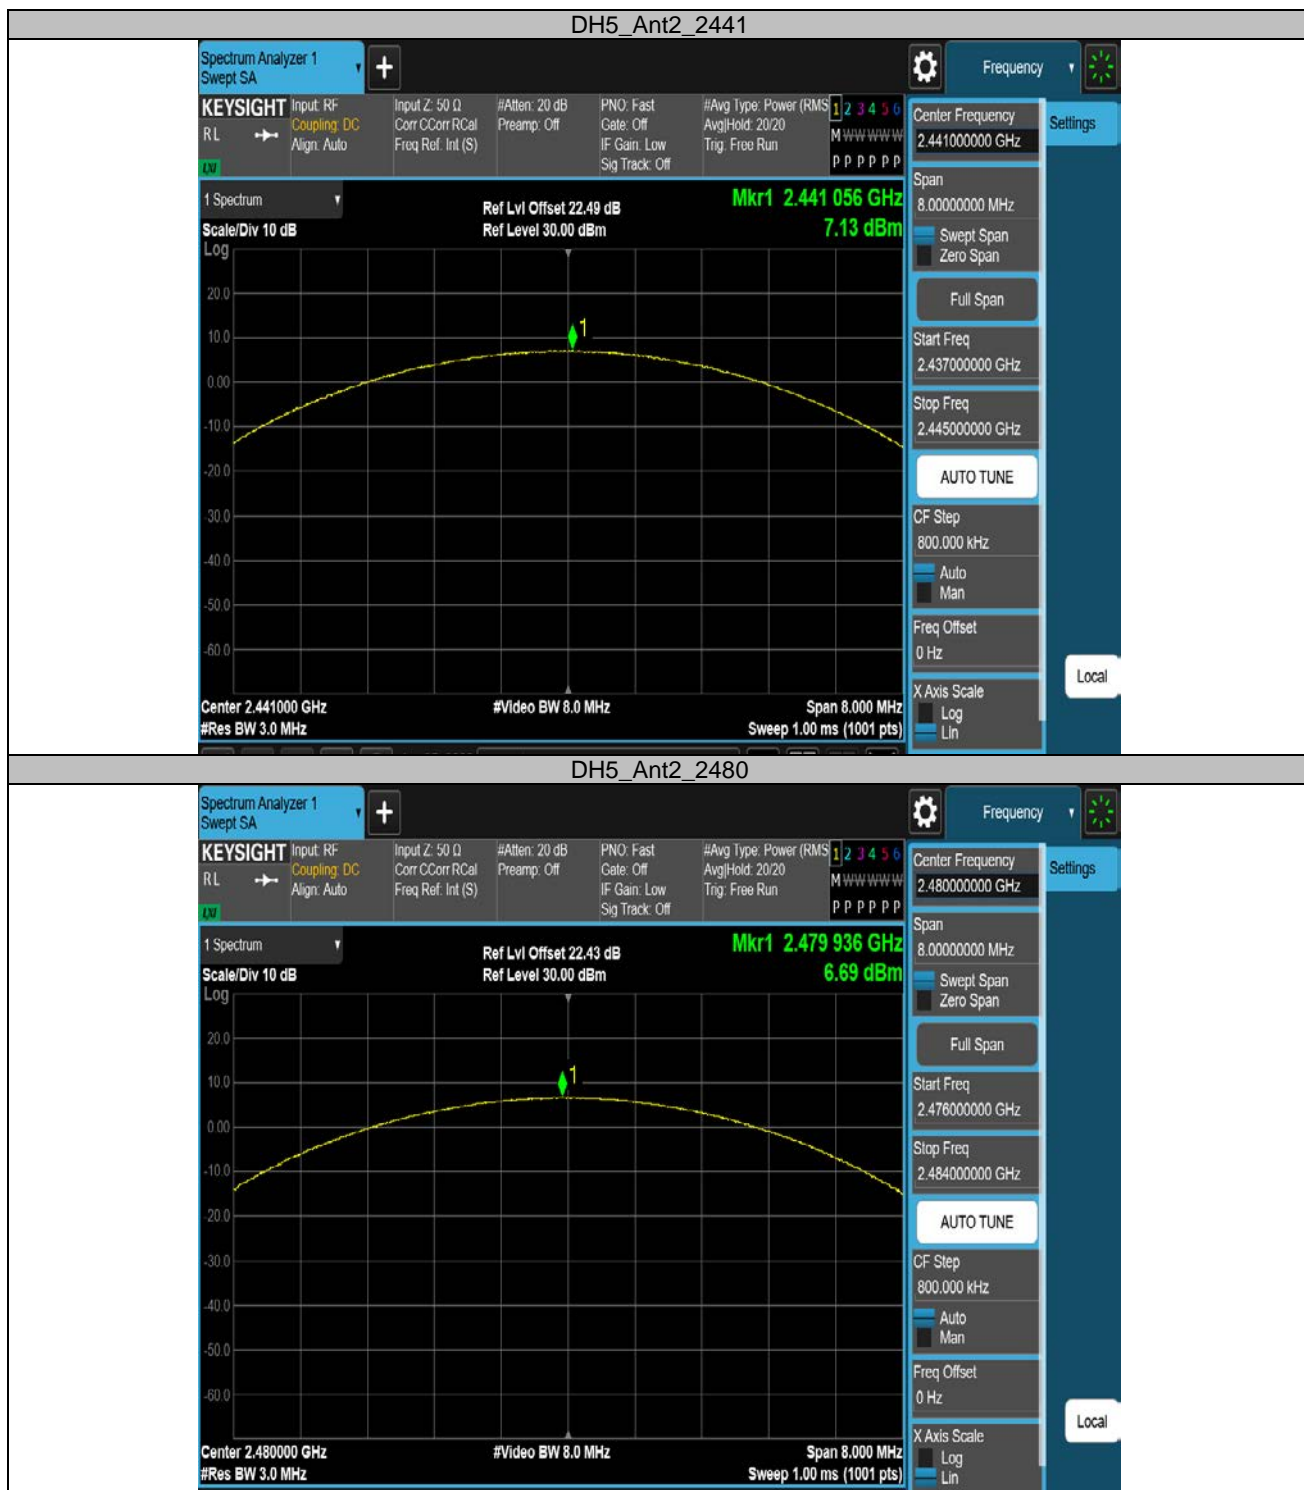 DH5_Ant2_2441
Spectrum Analyzer 1
Swept SA
+
Frequency
KEYSIGHT
RL
LXI
Input: RF
Coupling: DC
Align: Auto
Input Z: 50 Ω
Corr CCorr RCal
Freq Ref: Int (S)
#Atten: 20 dB
Preamp: Off
PNO: Fast
Gate: Off
IF Gain: Low
Sig Track: Off
#Avg Type: Power (RMS
Avg|Hold: 20/20
Trig: Free Run
1 2 3 4 5 6
M W W W W W
P P P P P P
Center Frequency
2.441000000 GHz
Settings
1 Spectrum
Scale/Div 10 dB
Log
Ref Lvl Offset 22.49 dB
Ref Level 30.00 dBm
Mkr1 2.441 056 GHz
7.13 dBm
Span
8.00000000 MHz
Swept Span
Zero Span
Full Span
Start Freq
2.437000000 GHz
Stop Freq
2.445000000 GHz
AUTO TUNE
CF Step
800.000 kHz
Auto
Man
Freq Offset
0 Hz
X Axis Scale
Log
Lin
Local
1
20.0
10.0
0.00
-10.0
-20.0
-30.0
-40.0
-50.0
-60.0
Center 2.441000 GHz
#Res BW 3.0 MHz
#Video BW 8.0 MHz
Span 8.000 MHz
Sweep 1.00 ms (1001 pts)
DH5_Ant2_2480
Spectrum Analyzer 1
Swept SA
+
Frequency
KEYSIGHT
RL
LXI
Input: RF
Coupling: DC
Align: Auto
Input Z: 50 Ω
Corr CCorr RCal
Freq Ref: Int (S)
#Atten: 20 dB
Preamp: Off
PNO: Fast
Gate: Off
IF Gain: Low
Sig Track: Off
#Avg Type: Power (RMS
Avg|Hold: 20/20
Trig: Free Run
1 2 3 4 5 6
M W W W W W
P P P P P P
Center Frequency
2.480000000 GHz
Settings
1 Spectrum
Scale/Div 10 dB
Log
Ref Lvl Offset 22.43 dB
Ref Level 30.00 dBm
Mkr1 2.479 936 GHz
6.69 dBm
Span
8.00000000 MHz
Swept Span
Zero Span
Full Span
Start Freq
2.476000000 GHz
Stop Freq
2.484000000 GHz
AUTO TUNE
CF Step
800.000 kHz
Auto
Man
Freq Offset
0 Hz
X Axis Scale
Log
Lin
Local
1
20.0
10.0
0.00
-10.0
-20.0
-30.0
-40.0
-50.0
-60.0
Center 2.480000 GHz
#Res BW 3.0 MHz
#Video BW 8.0 MHz
Span 8.000 MHz
Sweep 1.00 ms (1001 pts)